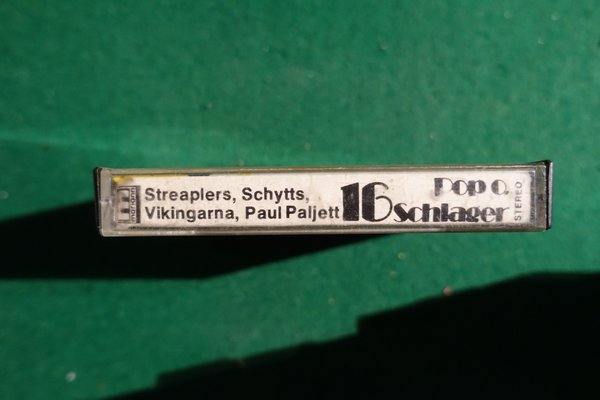 Streaplers, Schytts,
Vikingarna, Paul Paljett
16 Pop o.
Schlager
STEREO